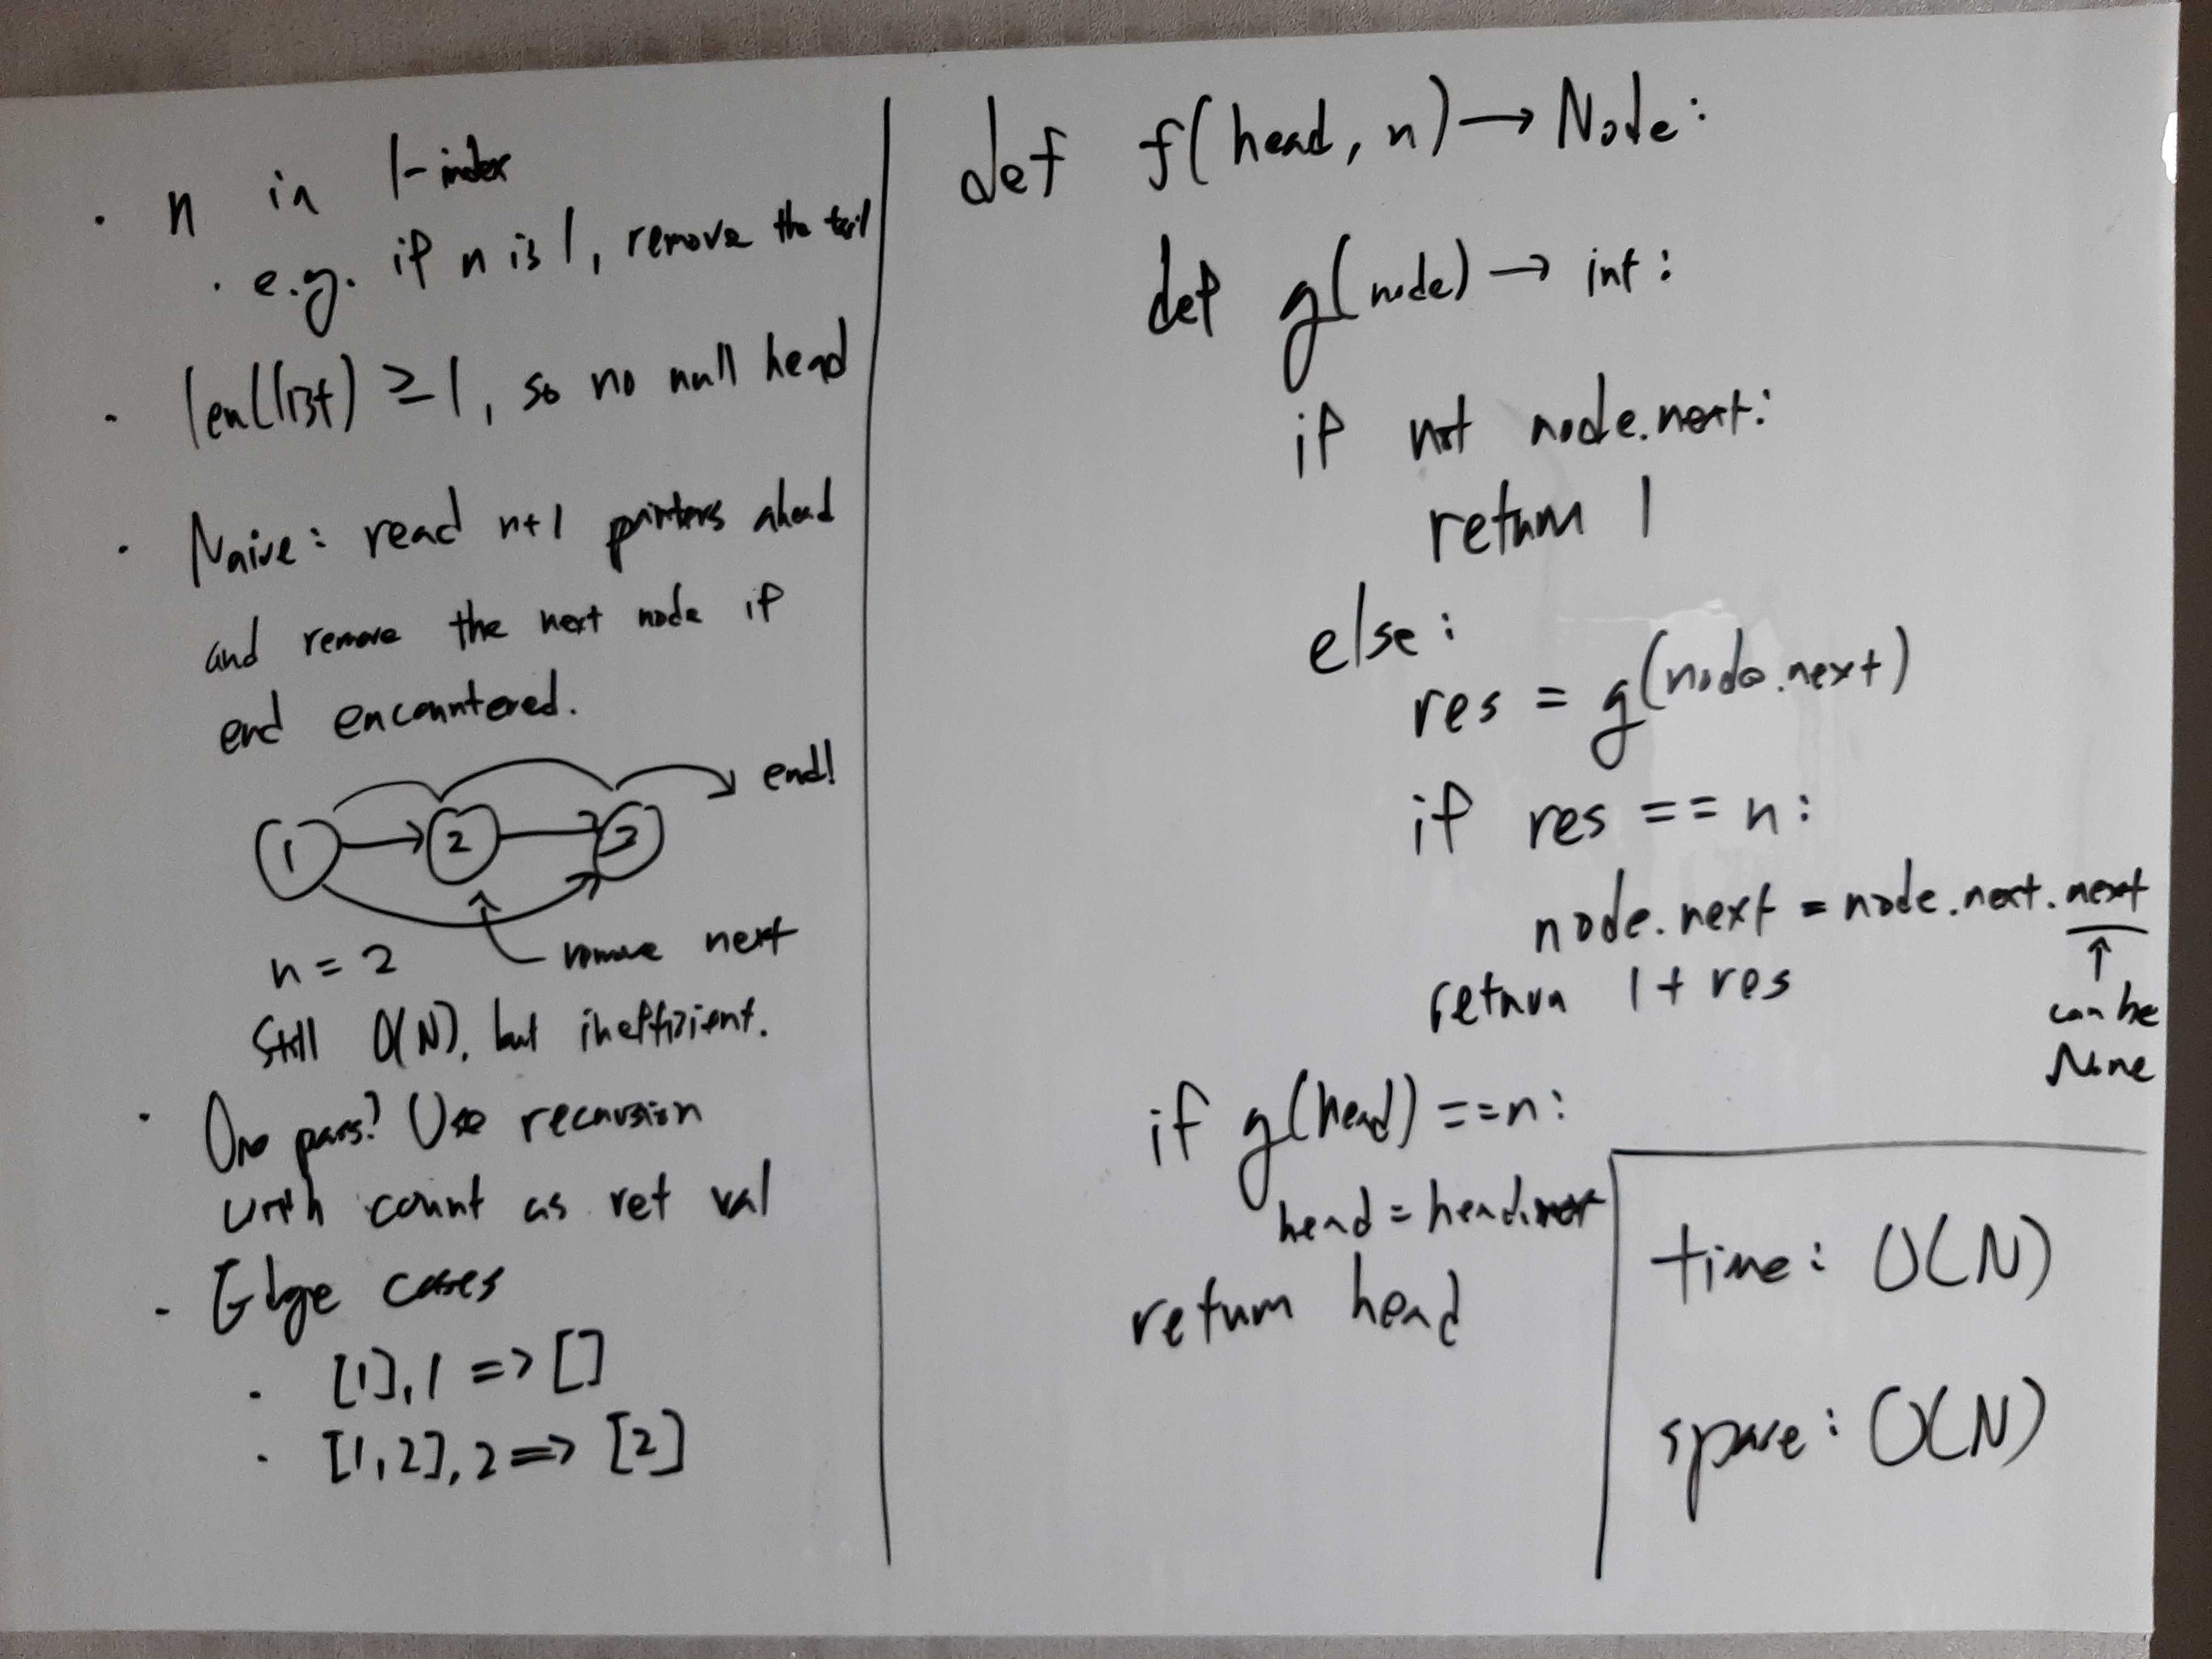 · n in 1-index
· e.g. if n is 1, remove the tail
· len(list) ≥ 1, so no null head
· Naive: read n+1 pointers ahead
and remove the next node if
end encountered.
end!
1 → 2 → 3
n = 2 remove next
Still O(N), but inefficient.
· One pass? Use recursion
with count as ret val
· Edge cases
· [1], 1 => []
· [1,2], 2 => [2]
def f(head, n) → Node:
def g(node) → int:
if not node.next:
return 1
else:
res = g(node.next)
if res == n:
node.next = node.next.next
↑
can be
None
return 1 + res
if g(head) == n:
head = head.next
return head
time: O(N)
space: O(N)